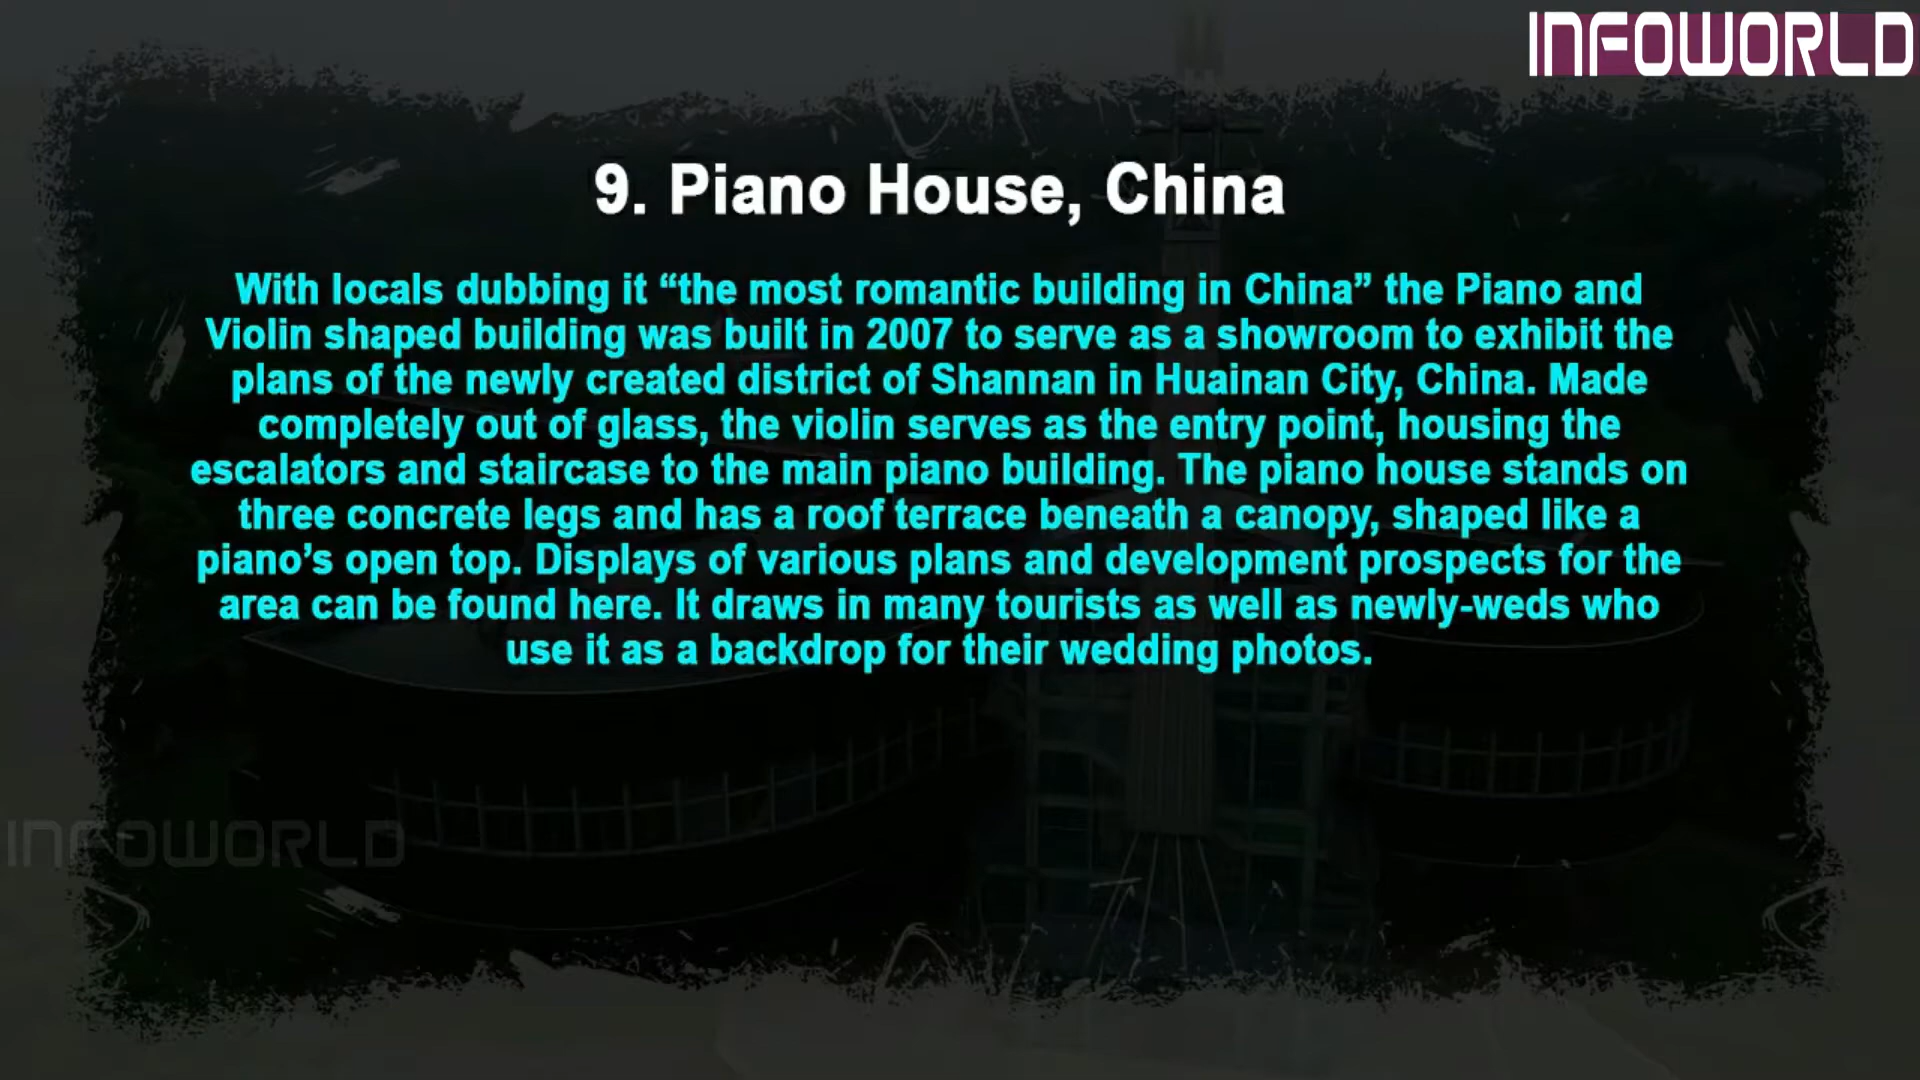 INFOWORLD
9. Piano House, China
With locals dubbing it “the most romantic building in China” the Piano and
Violin shaped building was built in 2007 to serve as a showroom to exhibit the
plans of the newly created district of Shannan in Huainan City, China. Made
completely out of glass, the violin serves as the entry point, housing the
escalators and staircase to the main piano building. The piano house stands on
three concrete legs and has a roof terrace beneath a canopy, shaped like a
piano’s open top. Displays of various plans and development prospects for the
area can be found here. It draws in many tourists as well as newly-weds who
use it as a backdrop for their wedding photos.
INFOWORLD